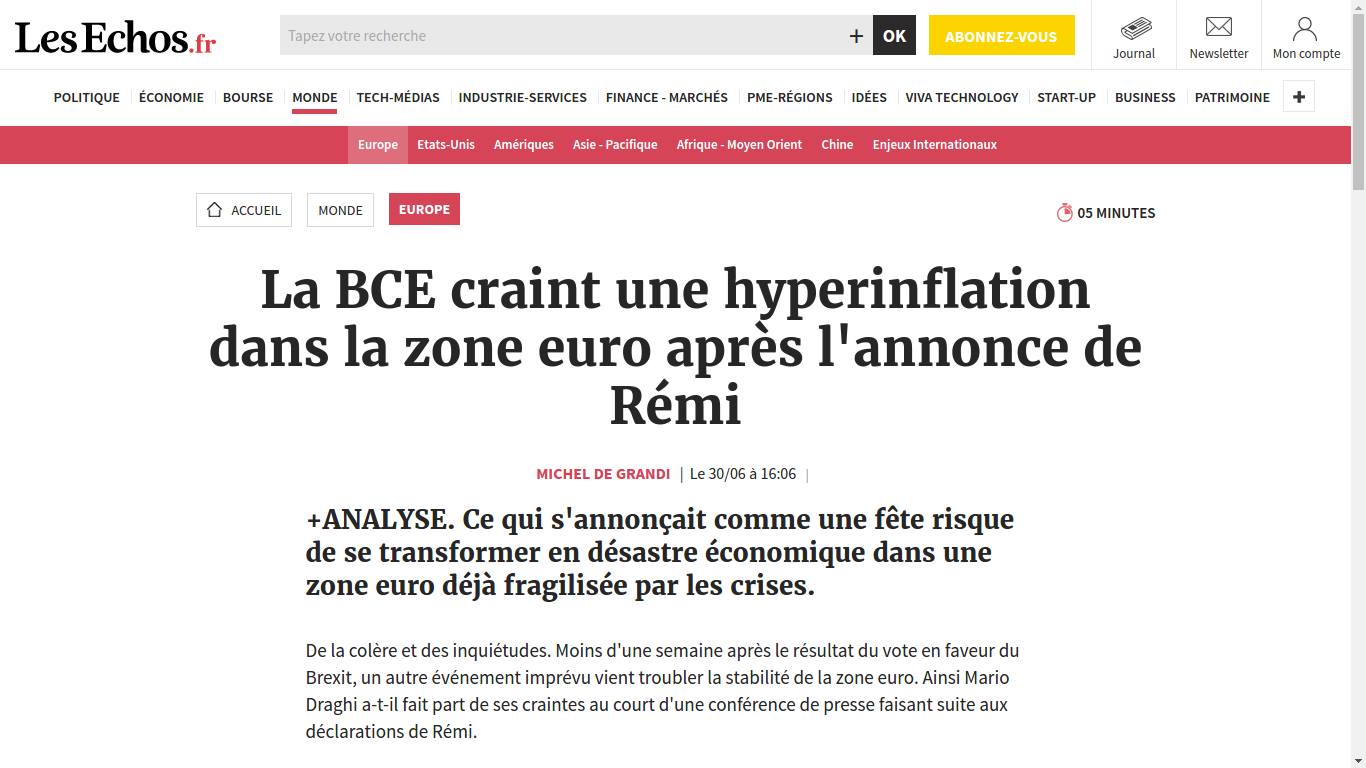 LesEchos.fr
Tapez votre recherche
+
OK
ABONNEZ-VOUS
Journal
Newsletter
Mon compte
POLITIQUE ÉCONOMIE BOURSE MONDE TECH-MÉDIAS INDUSTRIE-SERVICES FINANCE - MARCHÉS PME-RÉGIONS IDÉES VIVA TECHNOLOGY START-UP BUSINESS PATRIMOINE +
Europe Etats-Unis Amériques Asie - Pacifique Afrique - Moyen Orient Chine Enjeux Internationaux
ACCUEIL MONDE EUROPE
05 MINUTES
La BCE craint une hyperinflation
dans la zone euro après l'annonce de
Rémi
MICHEL DE GRANDI | Le 30/06 à 16:06 |
+ANALYSE. Ce qui s'annonçait comme une fête risque
de se transformer en désastre économique dans une
zone euro déjà fragilisée par les crises.
De la colère et des inquiétudes. Moins d'une semaine après le résultat du vote en faveur du
Brexit, un autre événement imprévu vient troubler la stabilité de la zone euro. Ainsi Mario
Draghi a-t-il fait part de ses craintes au court d'une conférence de presse faisant suite aux
déclarations de Rémi.